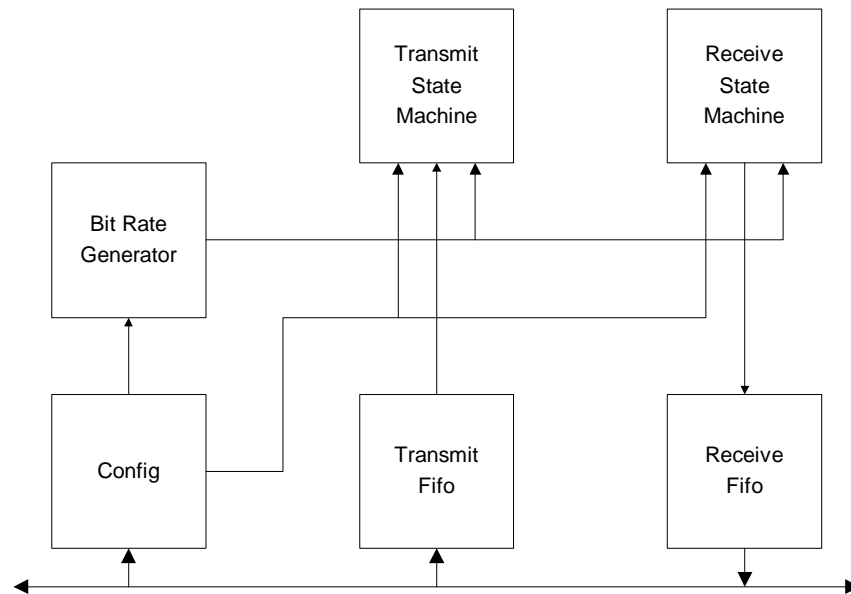 Transmit
State
Machine
Receive
State
Machine
Bit Rate
Generator
Config
Transmit
Fifo
Receive
Fifo